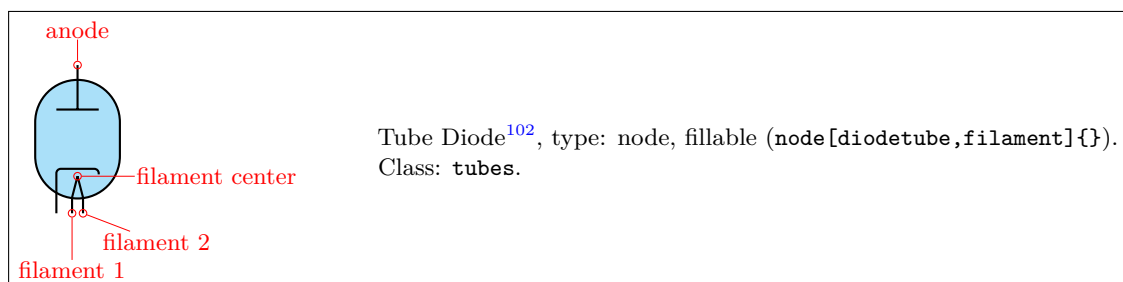 anode
filament center
filament 2
filament 1
Tube Diode102, type: node, fillable (node[diodetube,filament]{}).
Class: tubes.